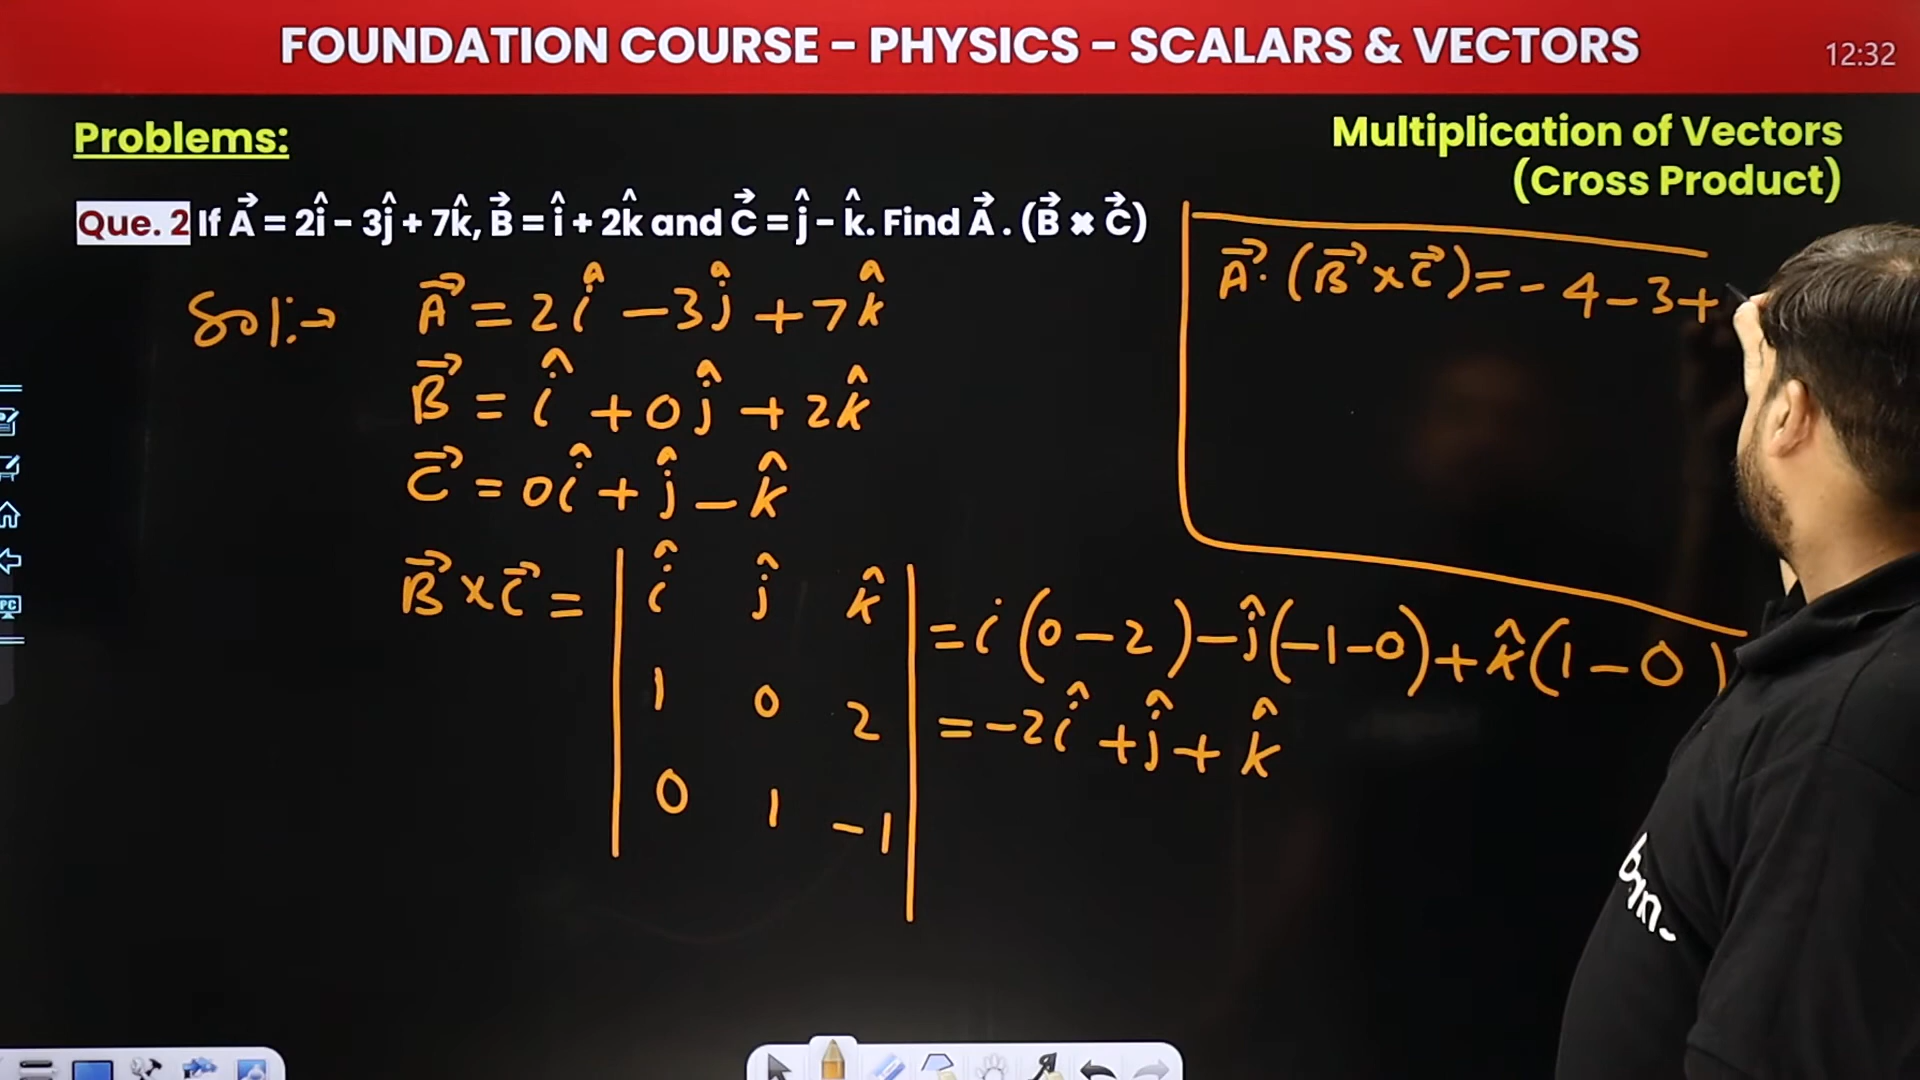 FOUNDATION COURSE – PHYSICS – SCALARS & VECTORS
12:32
Problems:
Multiplication of Vectors
(Cross Product)
Que. 2 If A⃗ = 2î – 3ĵ + 7k̂, B⃗ = î + 2k̂ and C⃗ = ĵ – k̂. Find A⃗ . (B⃗ × C⃗)
A⃗ · (B⃗ × C⃗) = - 4 - 3 +
Sol:→ A⃗ = 2î - 3ĵ + 7k̂
B⃗ = î + 0ĵ + 2k̂
C⃗ = 0î + ĵ - k̂
B⃗ × C⃗ = | î ĵ k̂ | = i (0 - 2) - ĵ (-1 - 0) + k̂ (1 - 0)
1 0 2
= -2î + ĵ + k̂
0 1 -1
PC